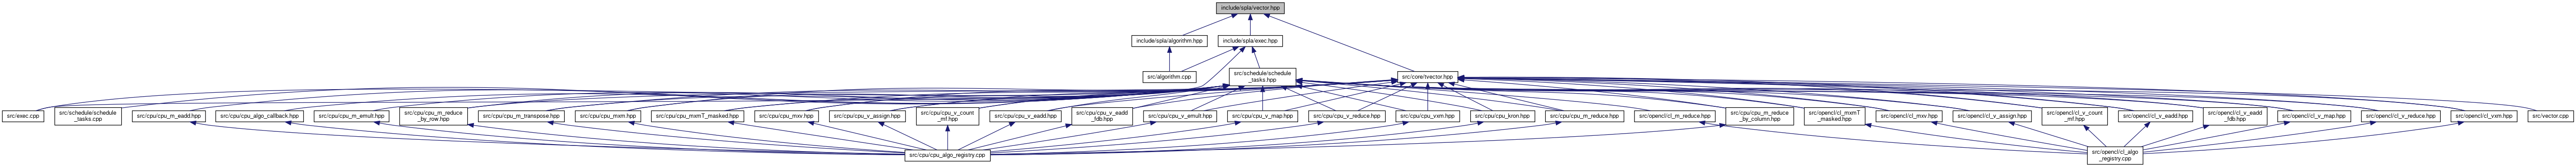 include/spla/vector.hpp
include/spla/algorithm.hpp
include/spla/exec.hpp
src/algorithm.cpp
src/schedule/schedule
_tasks.hpp
src/core/tvector.hpp
src/exec.cpp
src/schedule/schedule
_tasks.cpp
src/cpu/cpu_m_eadd.hpp
src/cpu/cpu_algo_callback.hpp
src/cpu/cpu_m_emult.hpp
src/cpu/cpu_m_reduce
_by_row.hpp
src/cpu/cpu_m_transpose.hpp
src/cpu/cpu_mxm.hpp
src/cpu/cpu_mxmT_masked.hpp
src/cpu/cpu_mxv.hpp
src/cpu/cpu_v_assign.hpp
src/cpu/cpu_v_count
_mf.hpp
src/cpu/cpu_v_eadd.hpp
src/cpu/cpu_v_eadd
_fdb.hpp
src/cpu/cpu_v_emult.hpp
src/cpu/cpu_v_map.hpp
src/cpu/cpu_v_reduce.hpp
src/cpu/cpu_vxm.hpp
src/cpu/cpu_kron.hpp
src/cpu/cpu_m_reduce.hpp
src/opencl/cl_m_reduce.hpp
src/cpu/cpu_m_reduce
_by_column.hpp
src/opencl/cl_mxmT
_masked.hpp
src/opencl/cl_mxv.hpp
src/opencl/cl_v_assign.hpp
src/opencl/cl_v_count
_mf.hpp
src/opencl/cl_v_eadd.hpp
src/opencl/cl_v_eadd
_fdb.hpp
src/opencl/cl_v_map.hpp
src/opencl/cl_v_reduce.hpp
src/opencl/cl_vxm.hpp
src/vector.cpp
src/cpu/cpu_algo_registry.cpp
src/opencl/cl_algo
_registry.cpp